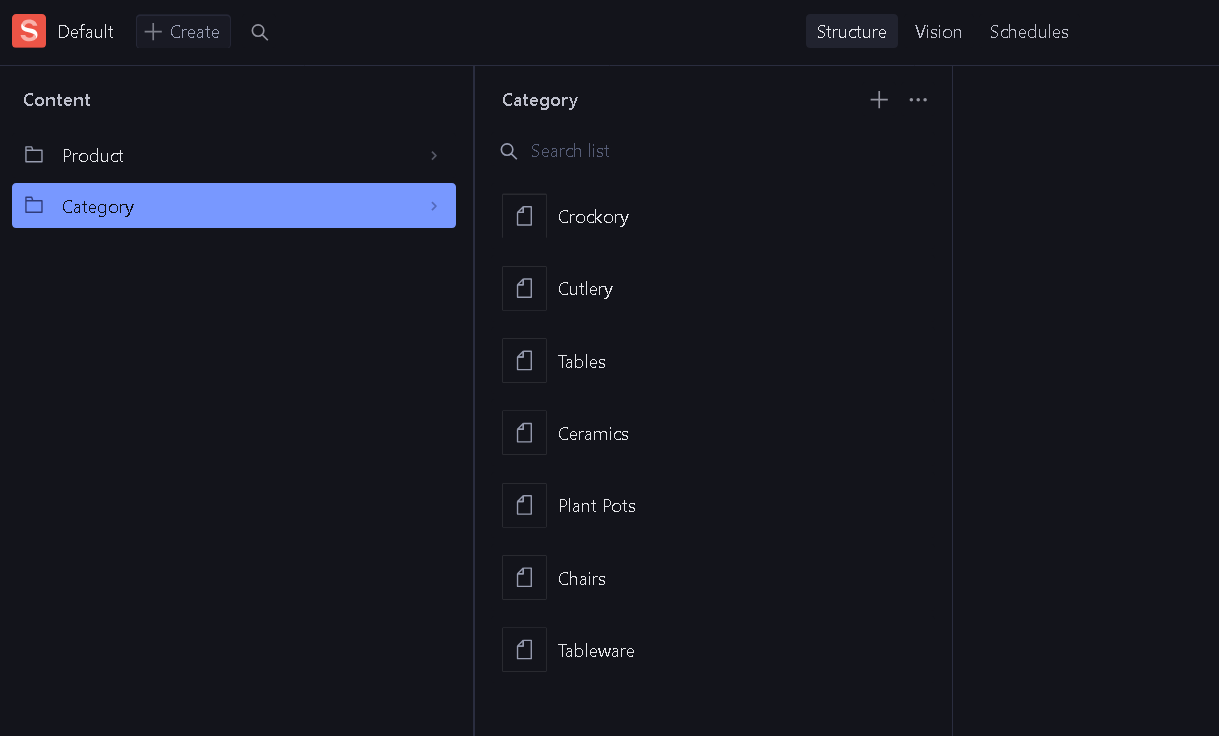 S Default + Create Structure Vision Schedules
Content
Product
Category
Category
Search list
Crockory
Cutlery
Tables
Ceramics
Plant Pots
Chairs
Tableware